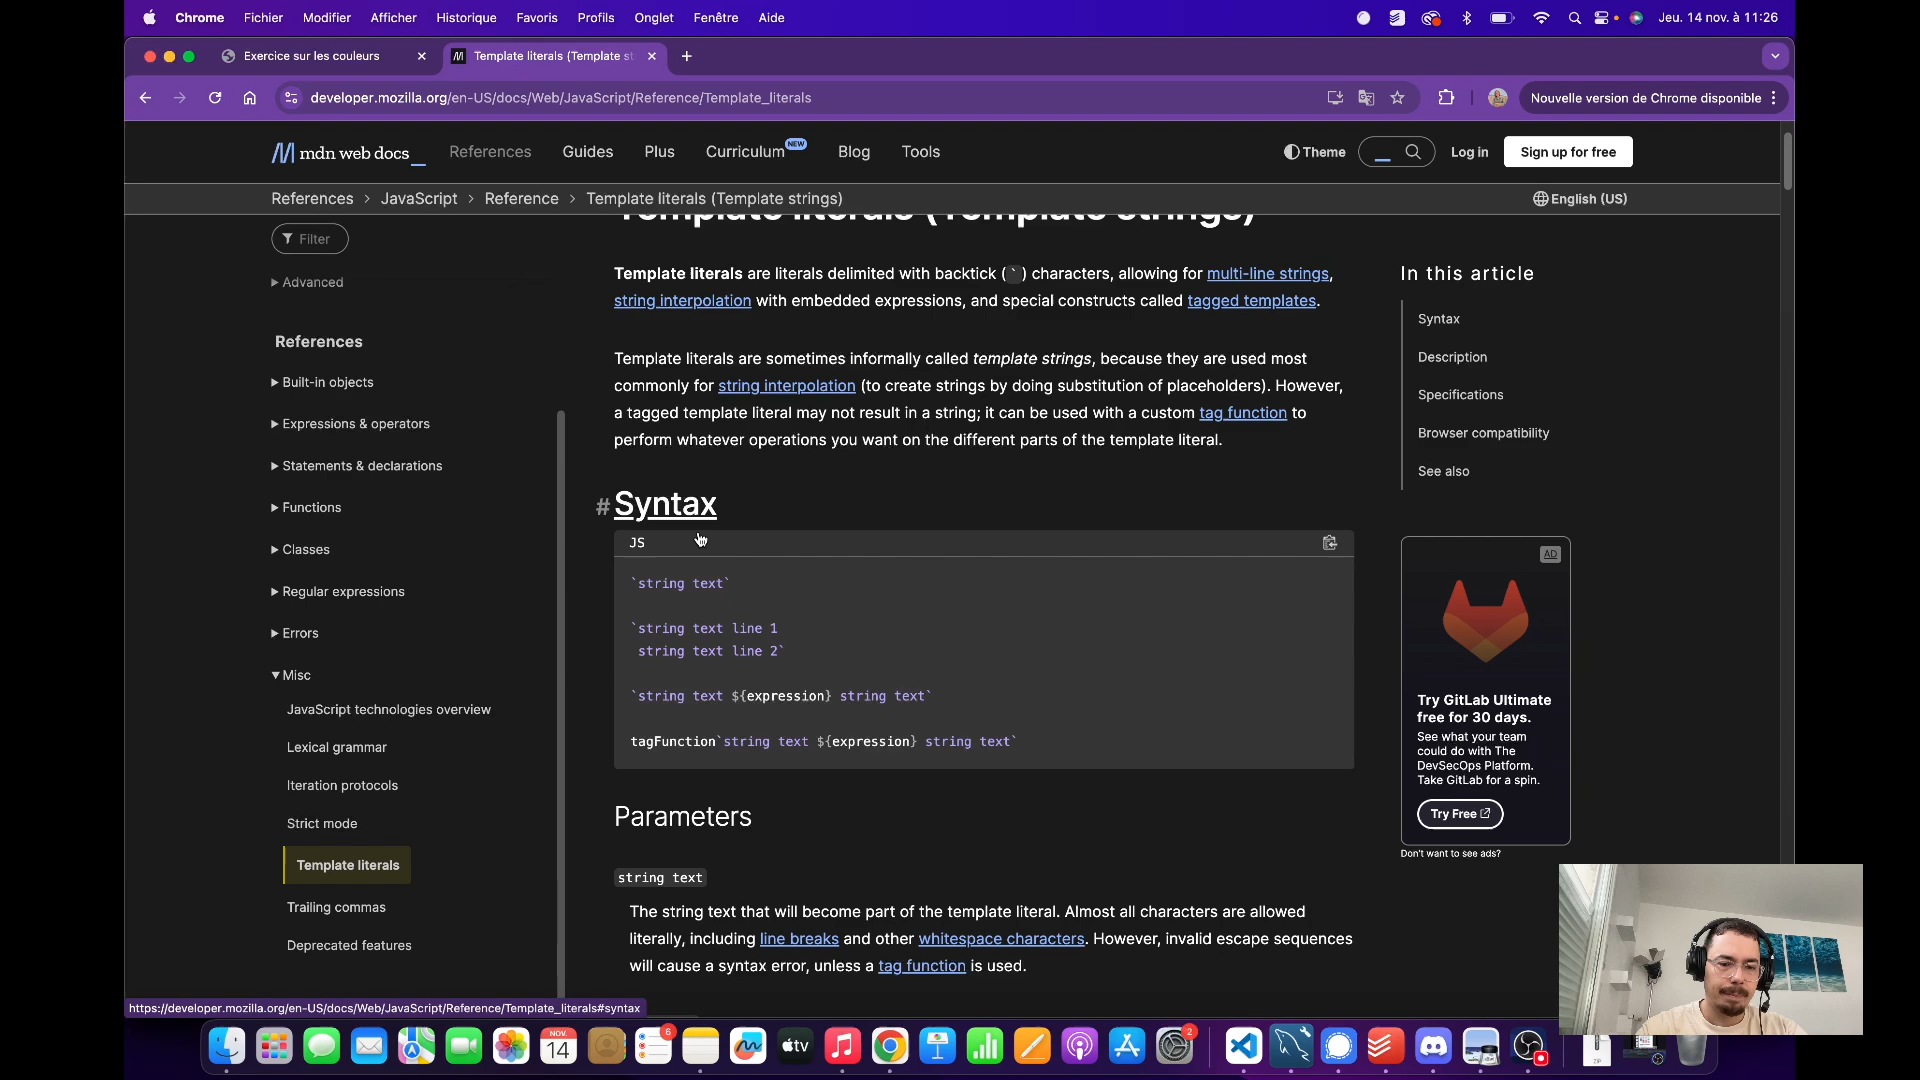 Chrome Fichier Modifier Afficher Historique Favoris Profils Onglet Fenêtre Aide Jeu. 14 nov. à 11:26
Exercice sur les couleurs Template literals (Template st
developer.mozilla.org/en-US/docs/Web/JavaScript/Reference/Template_literals Nouvelle version de Chrome disponible
mdn web docs_ References Guides Plus Curriculum NEW Blog Tools Theme Log in Sign up for free
References > JavaScript > Reference > Template literals (Template strings) English (US)
Template literals (Template strings)
Filter
Advanced
References
Built-in objects
Expressions & operators
Statements & declarations
Functions
Classes
Regular expressions
Errors
Misc
JavaScript technologies overview
Lexical grammar
Iteration protocols
Strict mode
Template literals
Trailing commas
Deprecated features
Template literals are literals delimited with backtick (`) characters, allowing for multi-line strings,
string interpolation with embedded expressions, and special constructs called tagged templates.
Template literals are sometimes informally called template strings, because they are used most
commonly for string interpolation (to create strings by doing substitution of placeholders). However,
a tagged template literal may not result in a string; it can be used with a custom tag function to
perform whatever operations you want on the different parts of the template literal.
# Syntax
JS
`string text`
`string text line 1
 string text line 2`
`string text ${expression} string text`
tagFunction`string text ${expression} string text`
Parameters
string text
The string text that will become part of the template literal. Almost all characters are allowed
literally, including line breaks and other whitespace characters. However, invalid escape sequences
will cause a syntax error, unless a tag function is used.
In this article
Syntax
Description
Specifications
Browser compatibility
See also
AD
Try GitLab Ultimate
free for 30 days.
See what your team
could do with The
DevSecOps Platform.
Take GitLab for a spin.
Try Free
Don't want to see ads?
https://developer.mozilla.org/en-US/docs/Web/JavaScript/Reference/Template_literals#syntax
NOV.
14
6
tv
2
ZIP